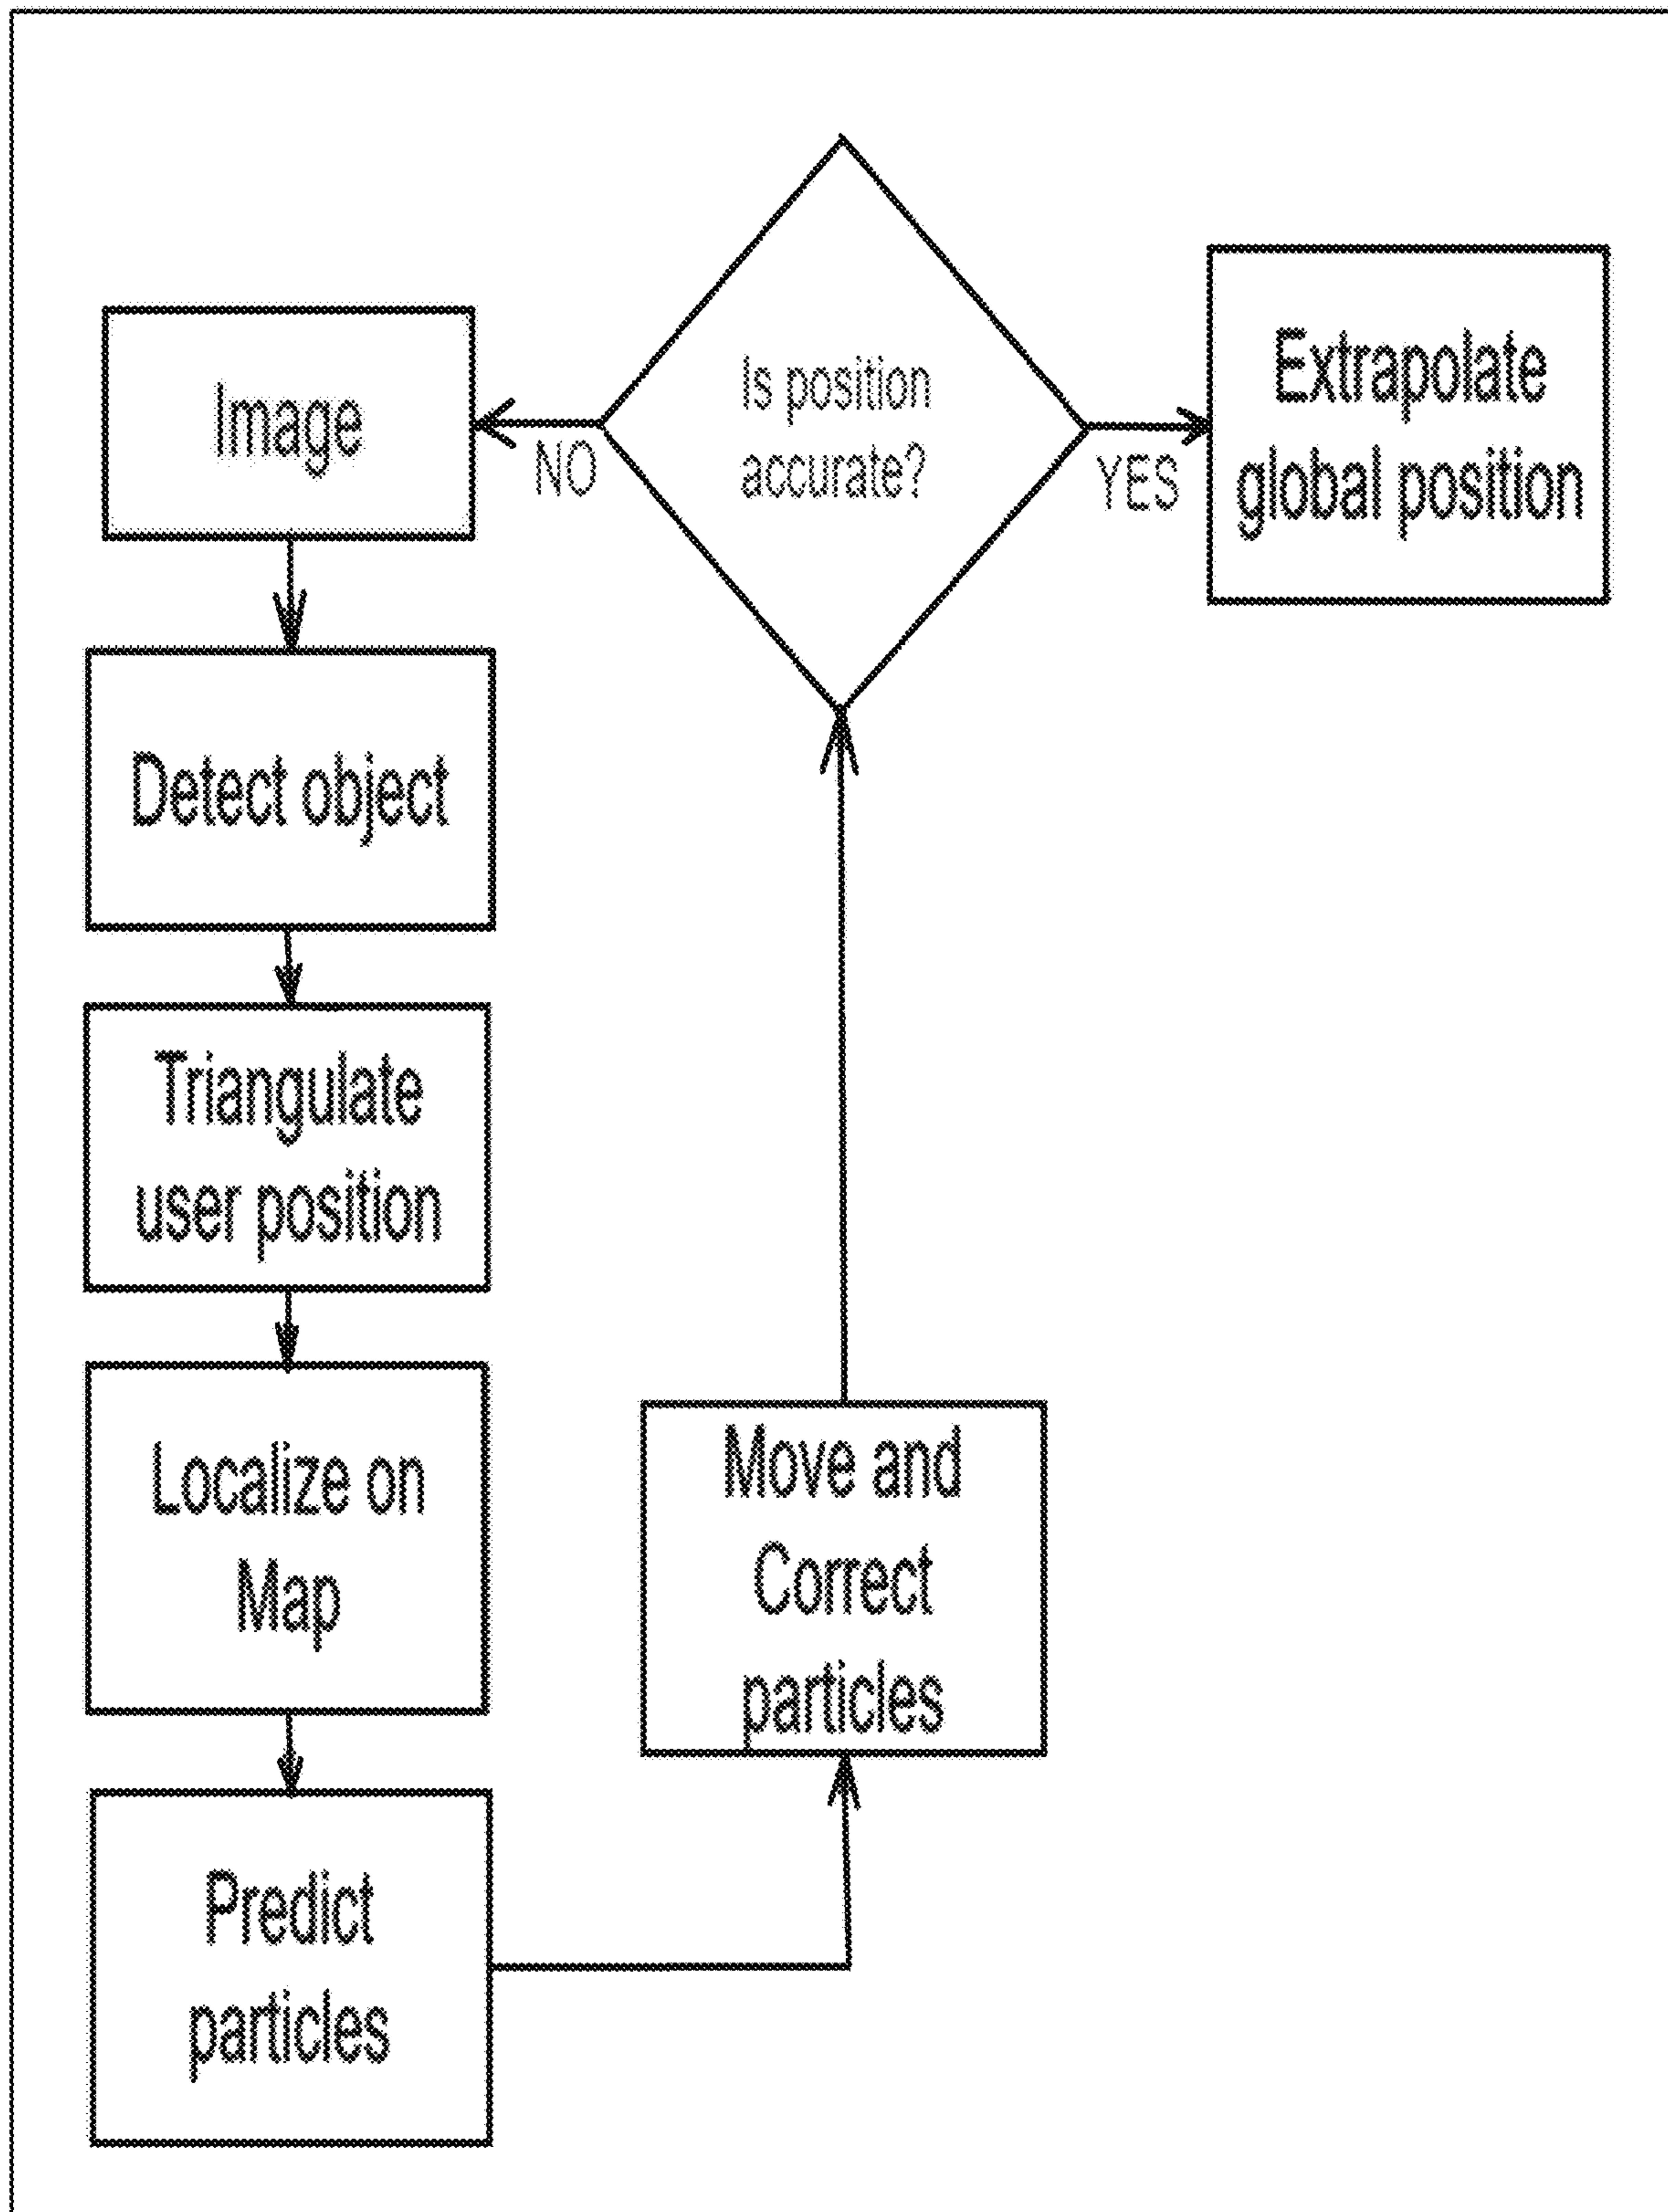 Image
NO
Is position
accurate?
YES
Extrapolate
global position
Detect object
Triangulate
user position
Localize on
Map
Move and
Correct
particles
Predict
particles